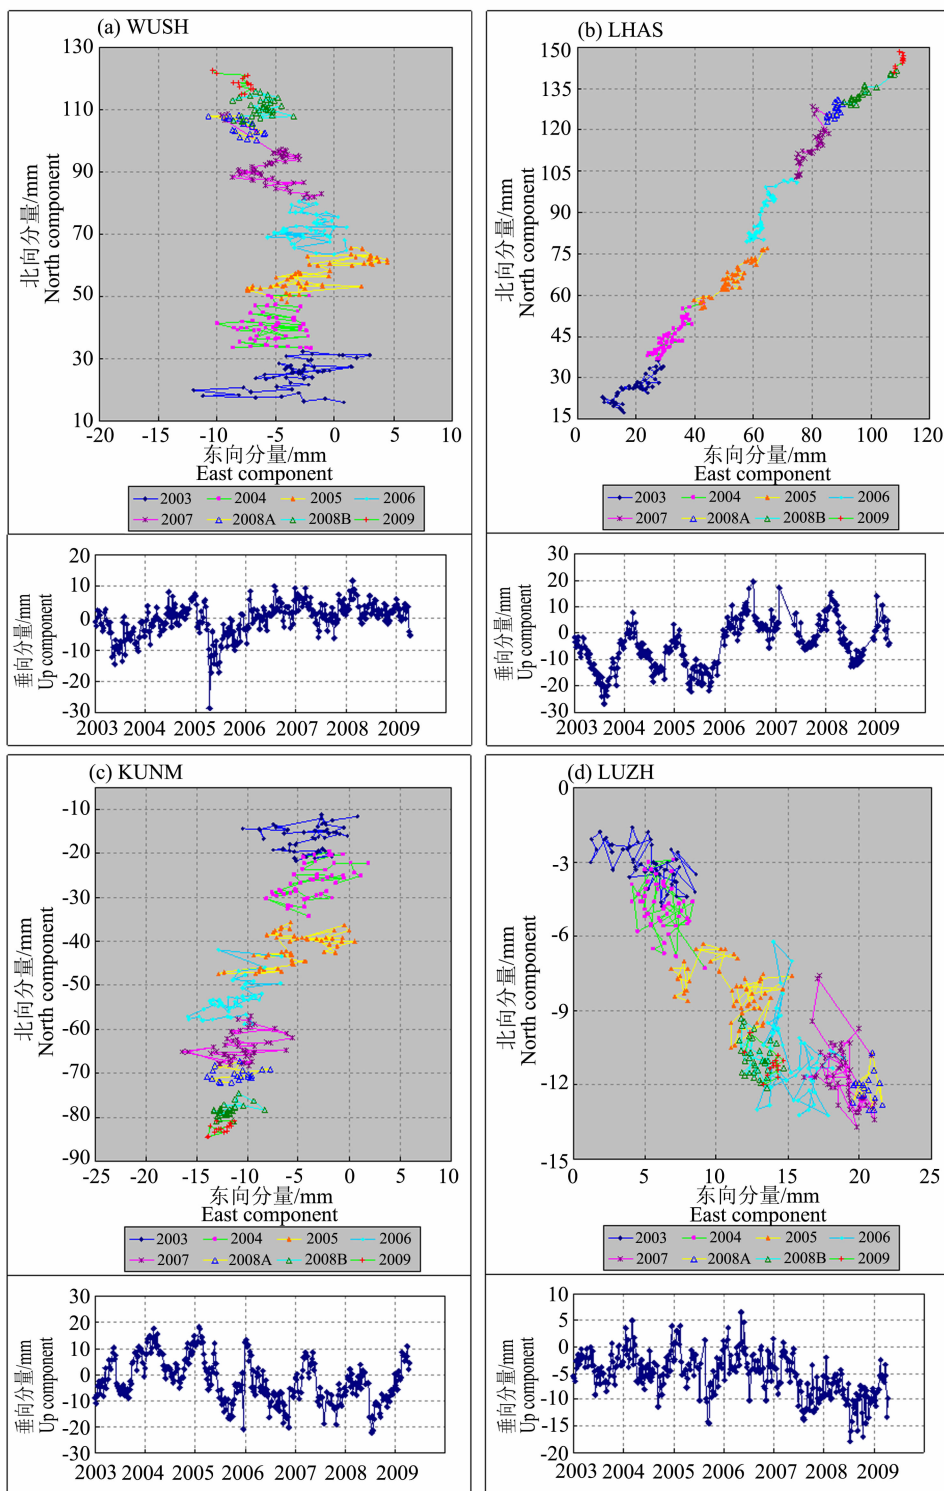 (a) WUSH
130
110
90
70
50
30
10
-20 -15 -10 -5 0 5 10
北向分量/mm
North component
东向分量/mm
East component
2003 2004 2005 2006
2007 2008A 2008B 2009
20
10
0
-10
-20
-30
2003 2004 2005 2006 2007 2008 2009
垂向分量/mm
Up component
(b) LHAS
150
135
120
105
90
75
60
45
30
15
0 20 40 60 80 100 120
北向分量/mm
North component
东向分量/mm
East component
2003 2004 2005 2006
2007 2008A 2008B 2009
30
20
10
0
-10
-20
-30
2003 2004 2005 2006 2007 2008 2009
垂向分量/mm
Up component
(c) KUNM
-10
-20
-30
-40
-50
-60
-70
-80
-90
-25 -20 -15 -10 -5 0 5 10
北向分量/mm
North component
东向分量/mm
East component
2003 2004 2005 2006
2007 2008A 2008B 2009
30
20
10
0
-10
-20
-30
2003 2004 2005 2006 2007 2008 2009
垂向分量/mm
Up component
(d) LUZH
0
-3
-6
-9
-12
-15
0 5 10 15 20 25
北向分量/mm
North component
东向分量/mm
East component
2003 2004 2005 2006
2007 2008A 2008B 2009
10
5
0
-5
-10
-15
-20
2003 2004 2005 2006 2007 2008 2009
垂向分量/mm
Up component